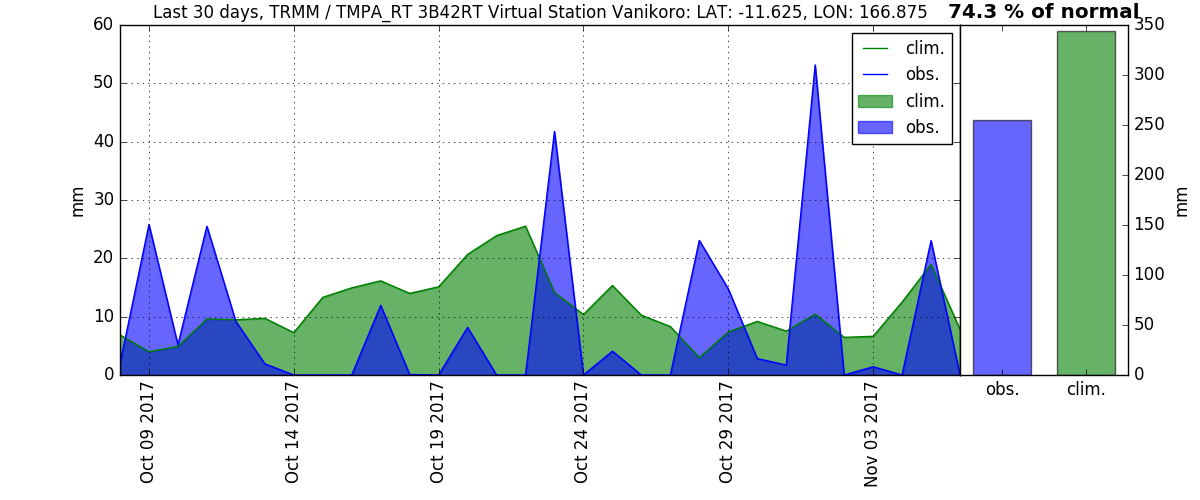 Last 30 days, TRMM / TMPA_RT 3B42RT Virtual Station Vanikoro: LAT: -11.625, LON: 166.875
74.3 % of normal
60
50
40
30
20
10
0
mm
clim.
obs.
clim.
obs.
350
300
250
200
150
100
50
0
mm
Oct 09 2017
Oct 14 2017
Oct 19 2017
Oct 24 2017
Oct 29 2017
Nov 03 2017
obs.
clim.